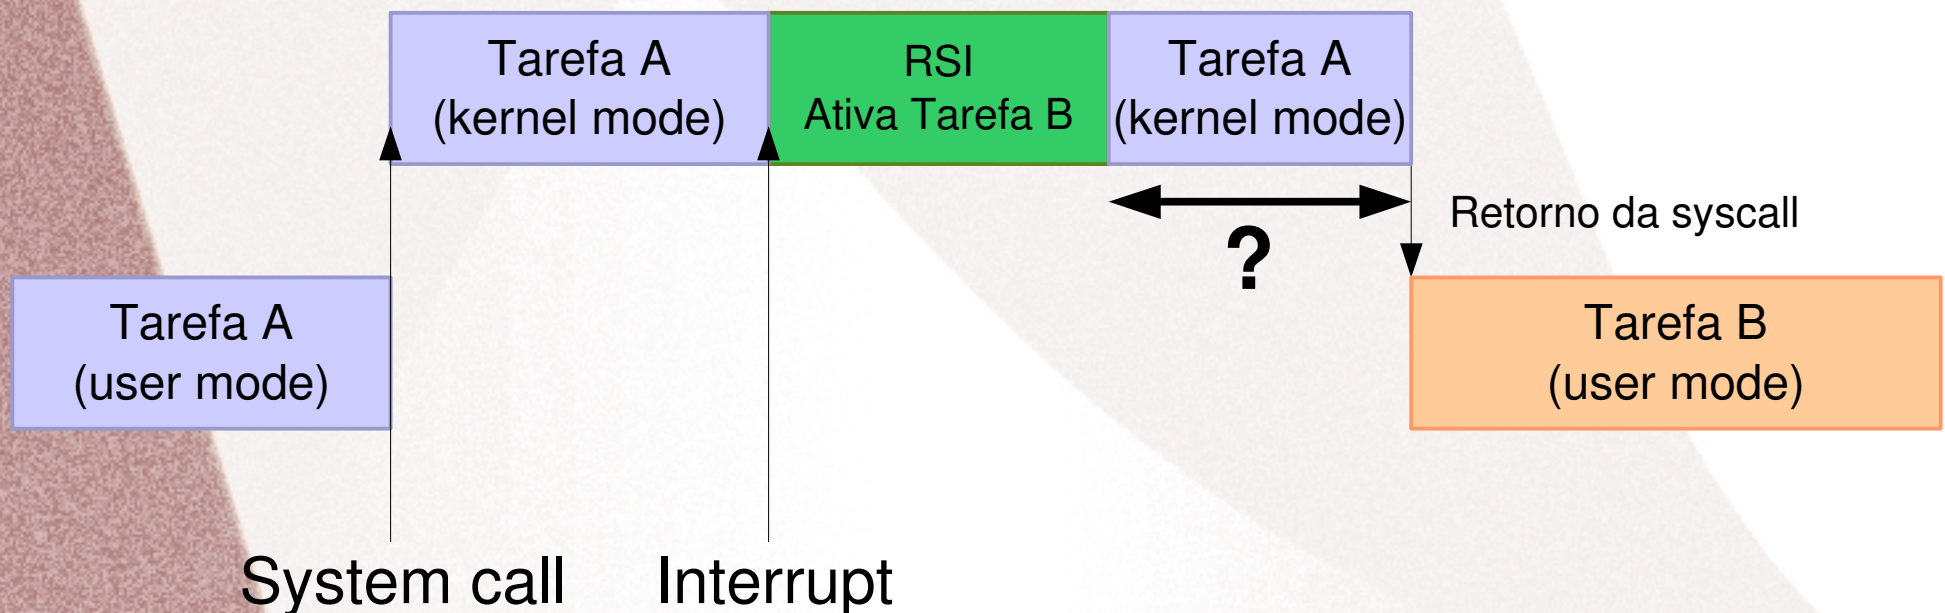 Tarefa A
(kernel mode)
RSI
Ativa Tarefa B
Tarefa A
(kernel mode)
Retorno da syscall
?
Tarefa A
(user mode)
Tarefa B
(user mode)
System call
Interrupt